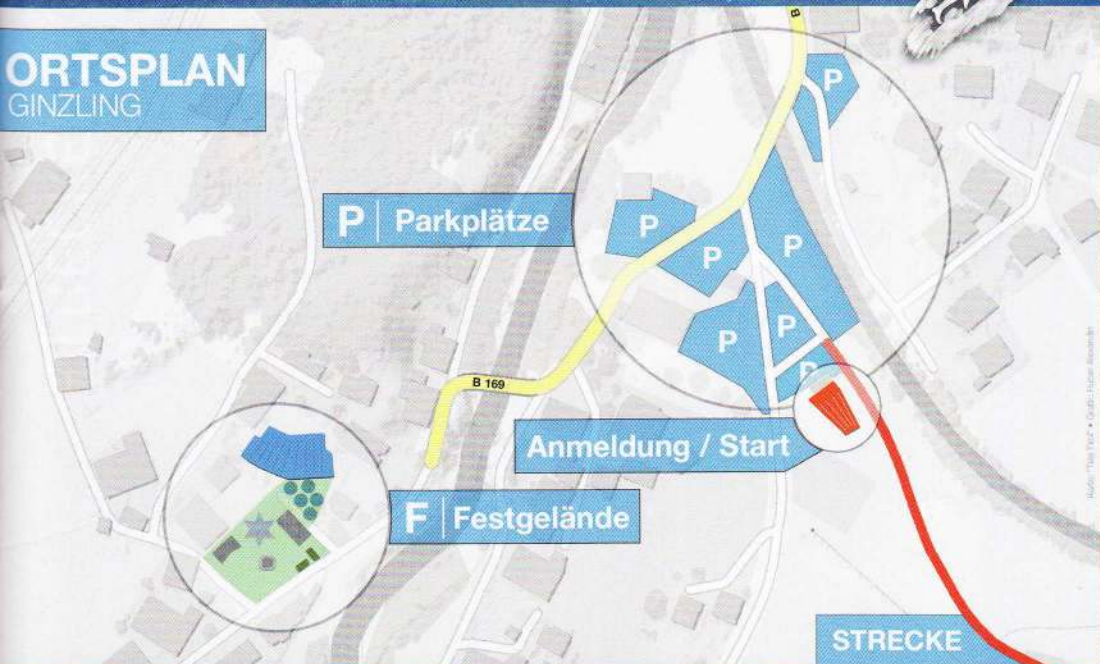 ORTSPLAN
GINZLING
B
P
P | Parkplätze
P
P
P
P
P
P
B 169
Anmeldung / Start
F | Festgelände
STRECKE